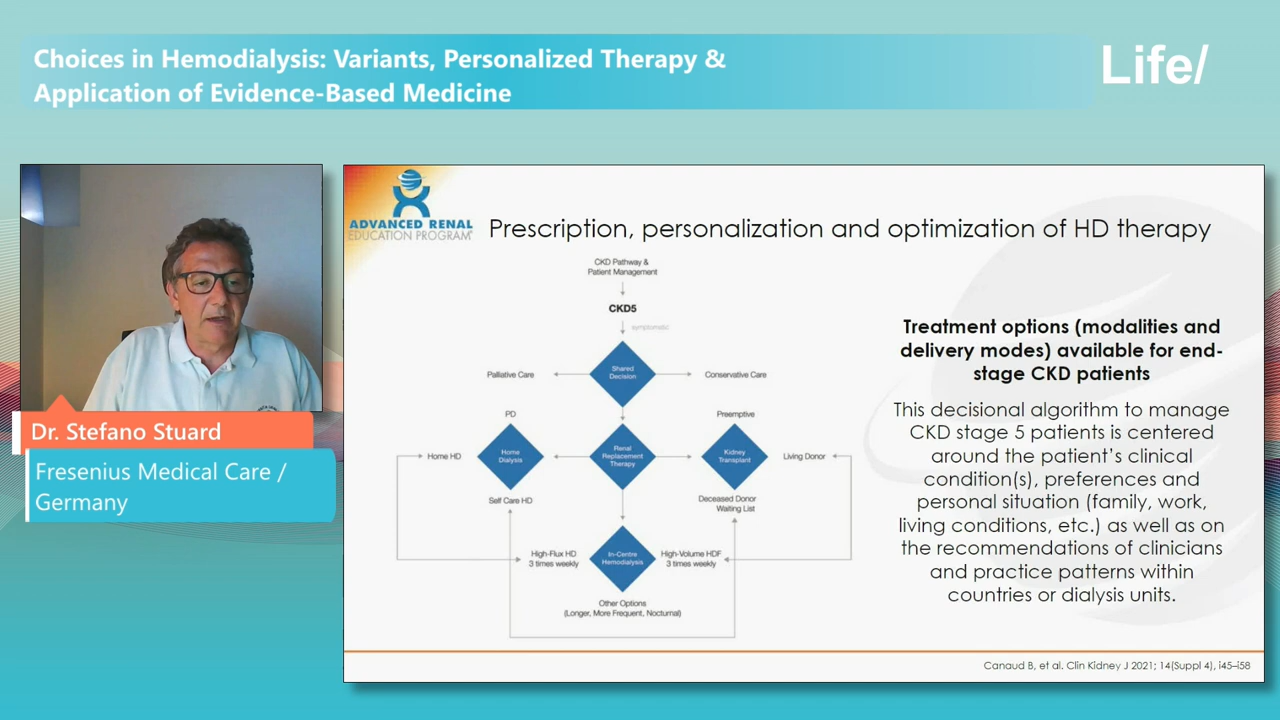 Choices in Hemodialysis: Variants, Personalized Therapy &
Application of Evidence-Based Medicine
Life/
Dr. Stefano Stuard
Fresenius Medical Care /
Germany
ADVANCED RENAL
EDUCATION PROGRAM
Prescription, personalization and optimization of HD therapy
CKD Pathway &
Patient Management
CKD5
symptomatic
Palliative Care
Shared
Decision
Conservative Care
PD
Preemptive
Home HD
Home
Dialysis
Renal
Replacement
Therapy
Kidney
Transplant
Living Donor
Self Care HD
Deceased Donor
Waiting List
High-Flux HD
3 times weekly
In-Centre
Hemodialysis
High-Volume HDF
3 times weekly
Other Options
(Longer, More Frequent, Nocturnal)
Treatment options (modalities and
delivery modes) available for end-
stage CKD patients
This decisional algorithm to manage
CKD stage 5 patients is centered
around the patient's clinical
condition(s), preferences and
personal situation (family, work,
living conditions, etc.) as well as on
the recommendations of clinicians
and practice patterns within
countries or dialysis units.
Canaud B, et al. Clin Kidney J 2021; 14(Suppl 4), i45–i58